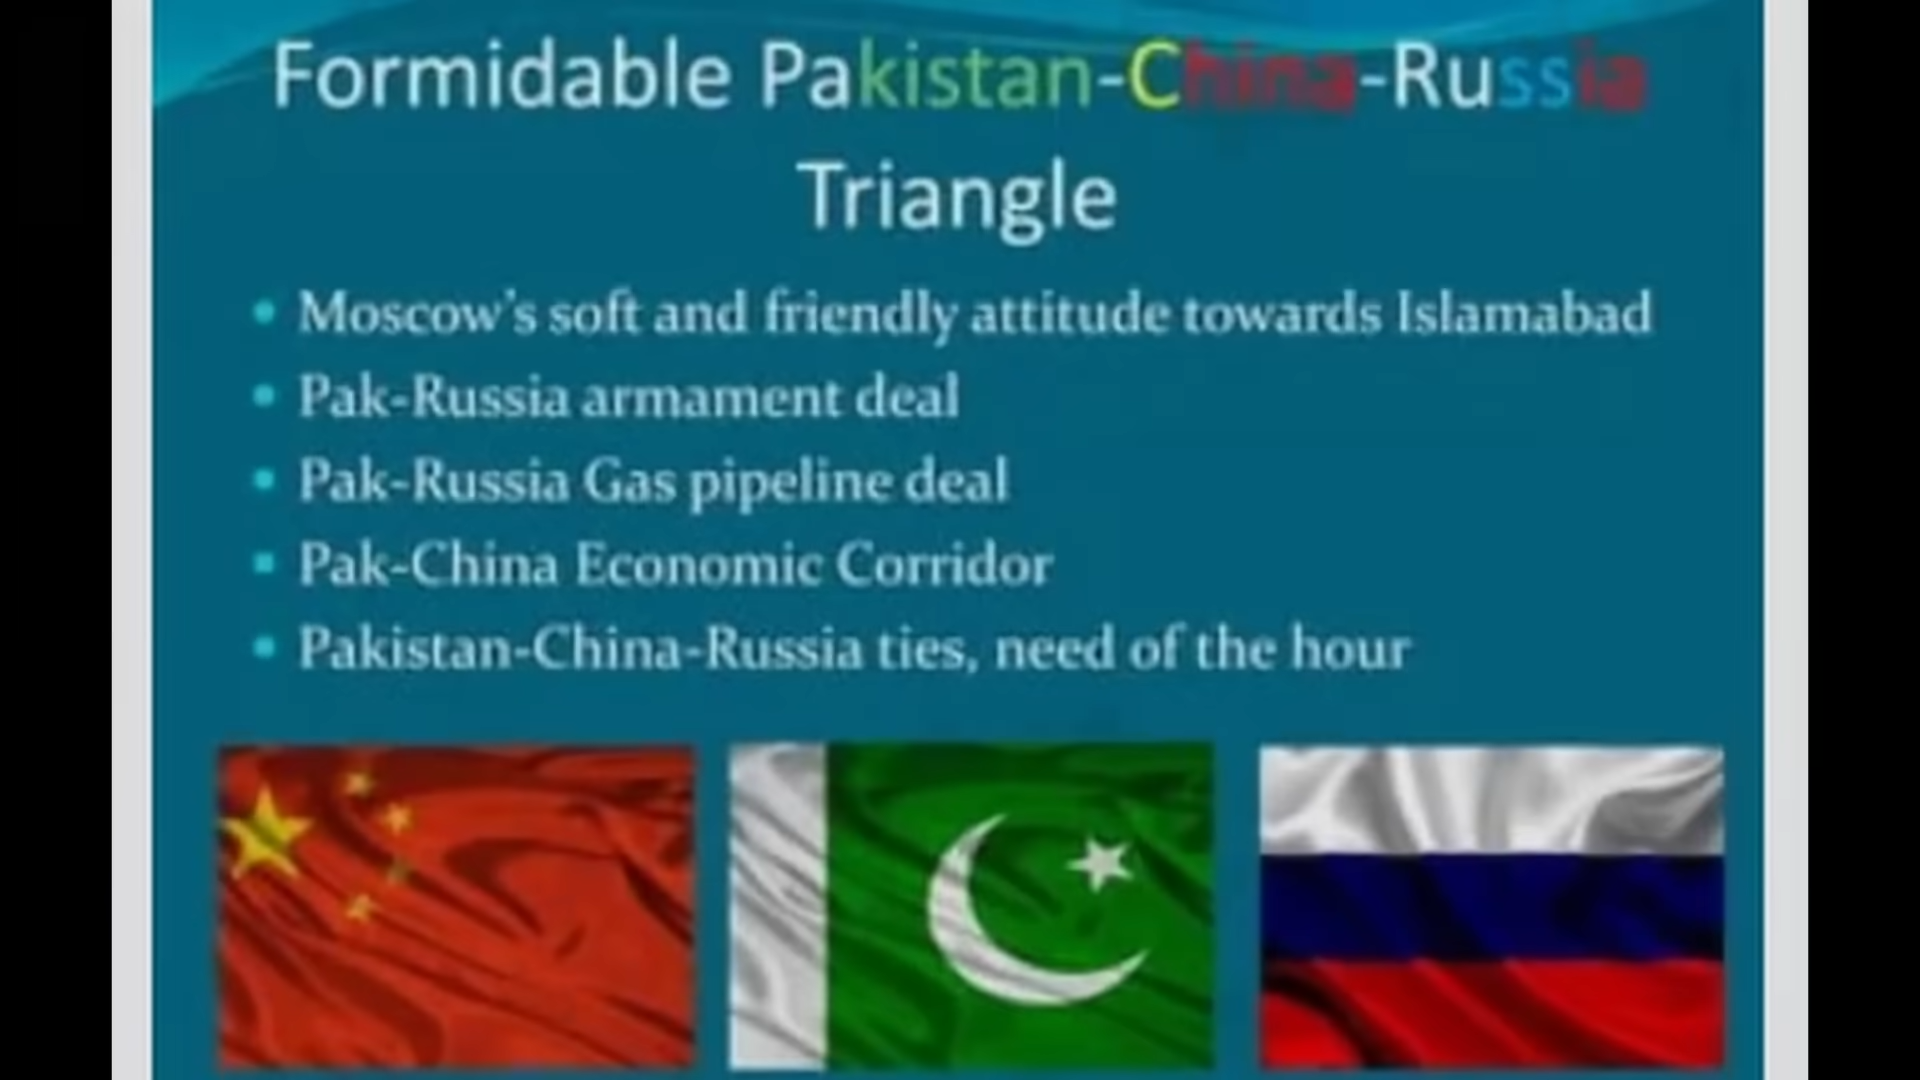 Formidable Pakistan-China-Russia
Triangle
Moscow's soft and friendly attitude towards Islamabad
Pak-Russia armament deal
Pak-Russia Gas pipeline deal
Pak-China Economic Corridor
Pakistan-China-Russia ties, need of the hour